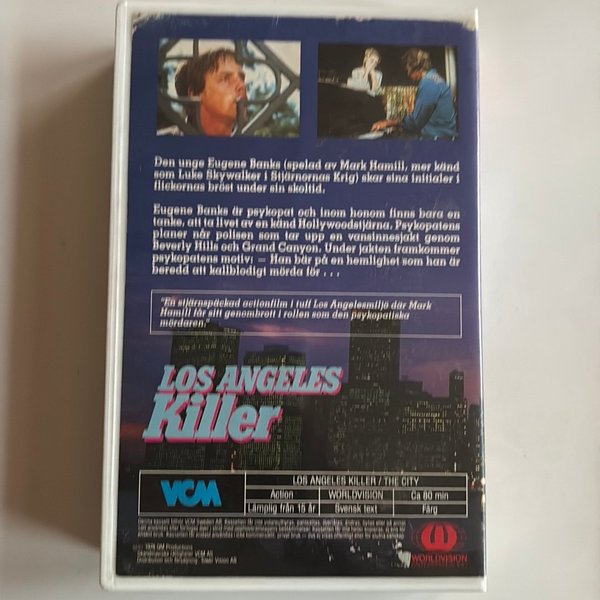 Den unge Eugene Banks (spelad av Mark Hamill, mer känd
som Luke Skywalker i Stjärnornas Krig) skar sina initialer i
flickornas bröst under sin skoltid.
Eugene Banks är psykopat och inom honom finns bara en
tanke, att ta livet av en känd Hollywoodstjärna. Psykopatens
planer når polisen som tar upp en vansinnesjakt genom
Beverly Hills och Grand Canyon. Under jakten framkommer
psykopatens motiv: — Han bär på en hemlighet som han är
beredd att kallblodigt mörda för . . .
"En stjärnspäckad actionfilm i tuff Los Angelesmiljö där Mark
Hamill får sitt genombrott i rollen som den psykopatiska
mördaren."
LOS ANGELES
Killer
VCM
LOS ANGELES KILLER / THE CITY
Action WORLDVISION Ca 80 min
Lämplig från 15 år Svensk text Färg
1976 QM Productions
WORLDVISION